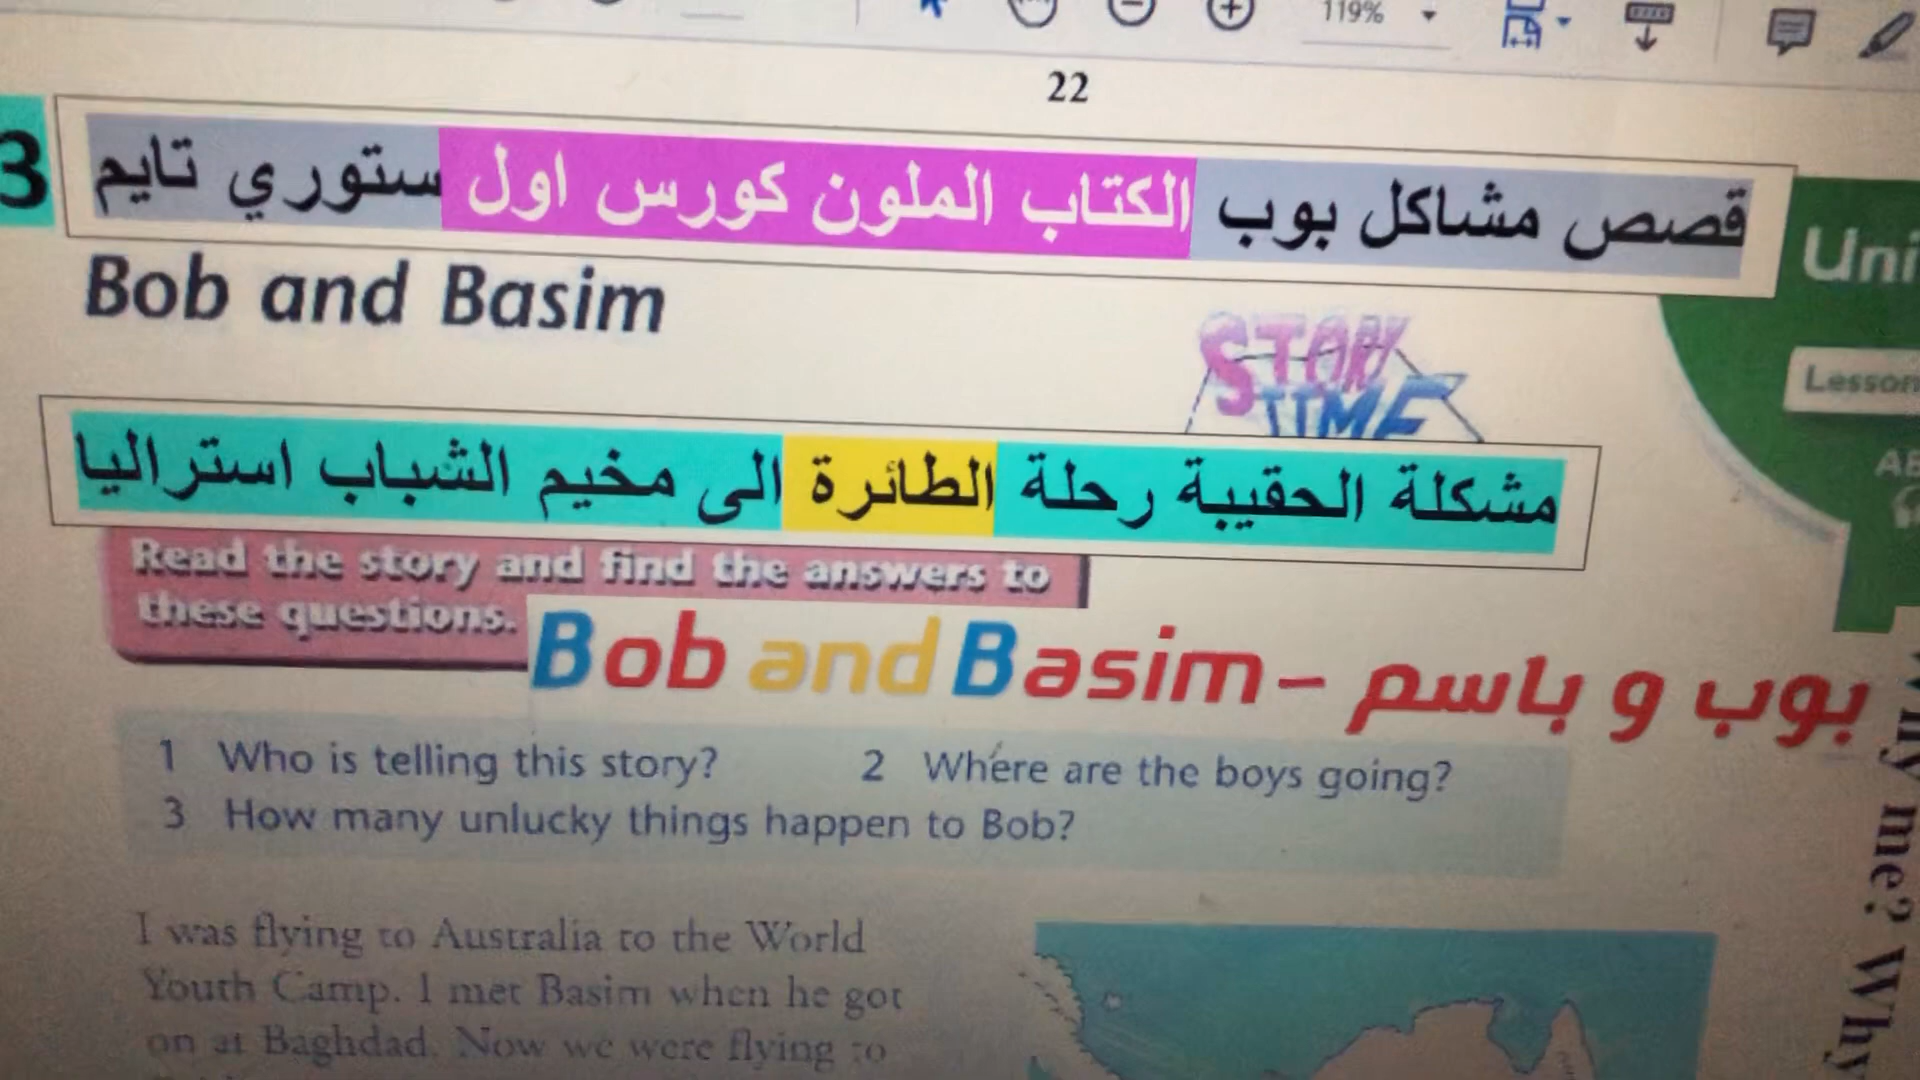 119%
22
3
قصص مشاكل بوب الكتاب الملون كورس اول ستوري تايم
Bob and Basim
STORY TIME
مشكلة الحقيبة رحلة الطائرة الى مخيم الشباب استراليا
Read the story and find the answers to
these questions.
Bob and Basim - بوب و باسم
1 Who is telling this story? 2 Where are the boys going?
3 How many unlucky things happen to Bob?
I was flying to Australia to the World
Youth Camp. I met Basim when he got
on at Baghdad. Now we were flying to
Lesson
me? Why